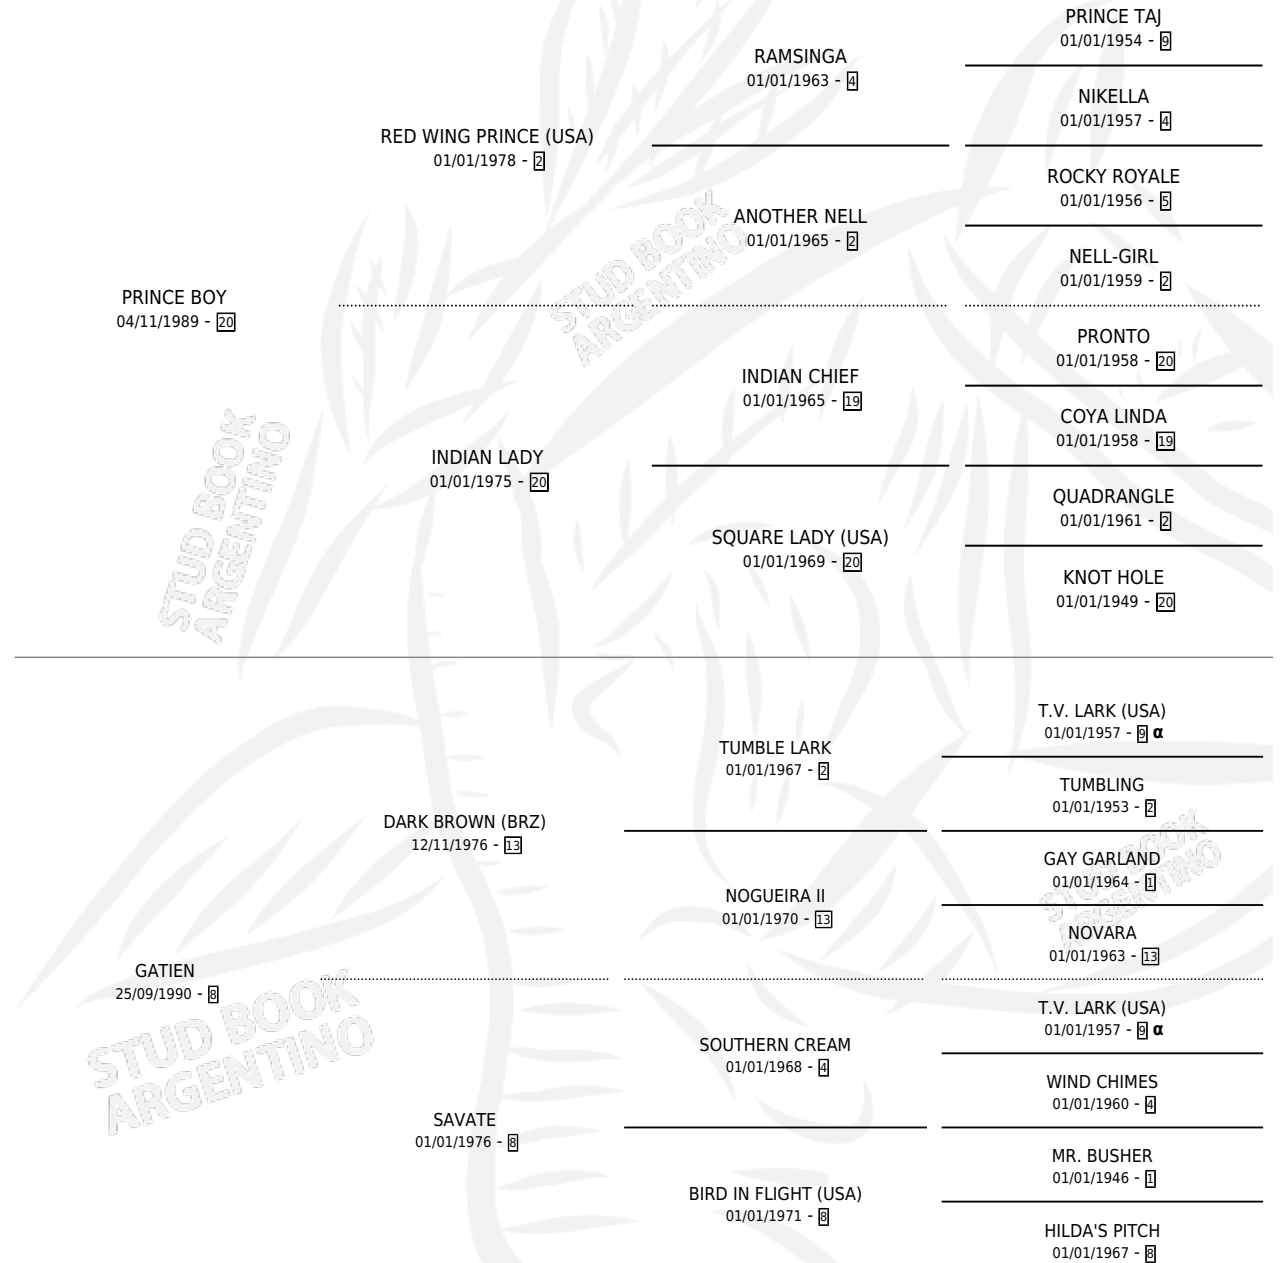 PRINCE TAJ
01/01/1954 - 9
RAMSINGA
01/01/1963 - 4
NIKELLA
01/01/1957 - 4
RED WING PRINCE (USA)
01/01/1978 - 2
ROCKY ROYALE
01/01/1956 - 5
ANOTHER NELL
01/01/1965 - 2
NELL-GIRL
01/01/1959 - 2
PRINCE BOY
04/11/1989 - 20
PRONTO
01/01/1958 - 20
INDIAN CHIEF
01/01/1965 - 19
COYA LINDA
01/01/1958 - 19
INDIAN LADY
01/01/1975 - 20
QUADRANGLE
01/01/1961 - 2
SQUARE LADY (USA)
01/01/1969 - 20
KNOT HOLE
01/01/1949 - 20
T.V. LARK (USA)
01/01/1957 - 9 α
TUMBLE LARK
01/01/1967 - 2
TUMBLING
01/01/1953 - 2
DARK BROWN (BRZ)
12/11/1976 - 13
GAY GARLAND
01/01/1964 - 1
NOGUEIRA II
01/01/1970 - 13
NOVARA
01/01/1963 - 13
GATIEN
25/09/1990 - 8
T.V. LARK (USA)
01/01/1957 - 9 α
SOUTHERN CREAM
01/01/1968 - 4
WIND CHIMES
01/01/1960 - 4
SAVATE
01/01/1976 - 8
MR. BUSHER
01/01/1946 - 1
BIRD IN FLIGHT (USA)
01/01/1971 - 8
HILDA'S PITCH
01/01/1967 - 8
STUD BOOK
ARGENTINO
STUD BOOK
ARGENTINO
STUD BOOK
ARGENTINO
STUD BOOK
ARGENTINO